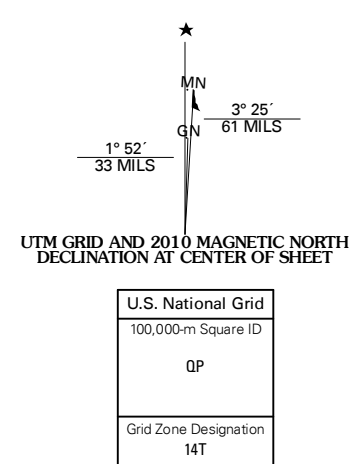 ★
MN
3° 25´
61 MILS
GN
1° 52´
33 MILS
UTM GRID AND 2010 MAGNETIC NORTH
DECLINATION AT CENTER OF SHEET
U.S. National Grid
100,000-m Square ID
QP
Grid Zone Designation
14T